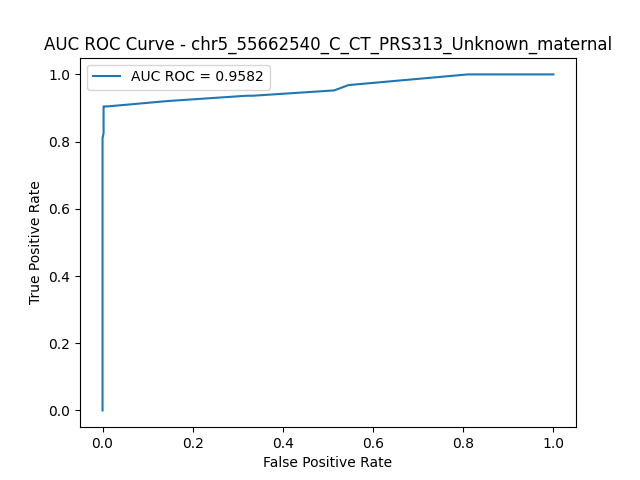 AUC ROC Curve - chr5_55662540_C_CT_PRS313_Unknown_maternal
AUC ROC = 0.9582
1.0
0.8
0.6
0.4
0.2
0.0
True Positive Rate
0.0 0.2 0.4 0.6 0.8 1.0
False Positive Rate